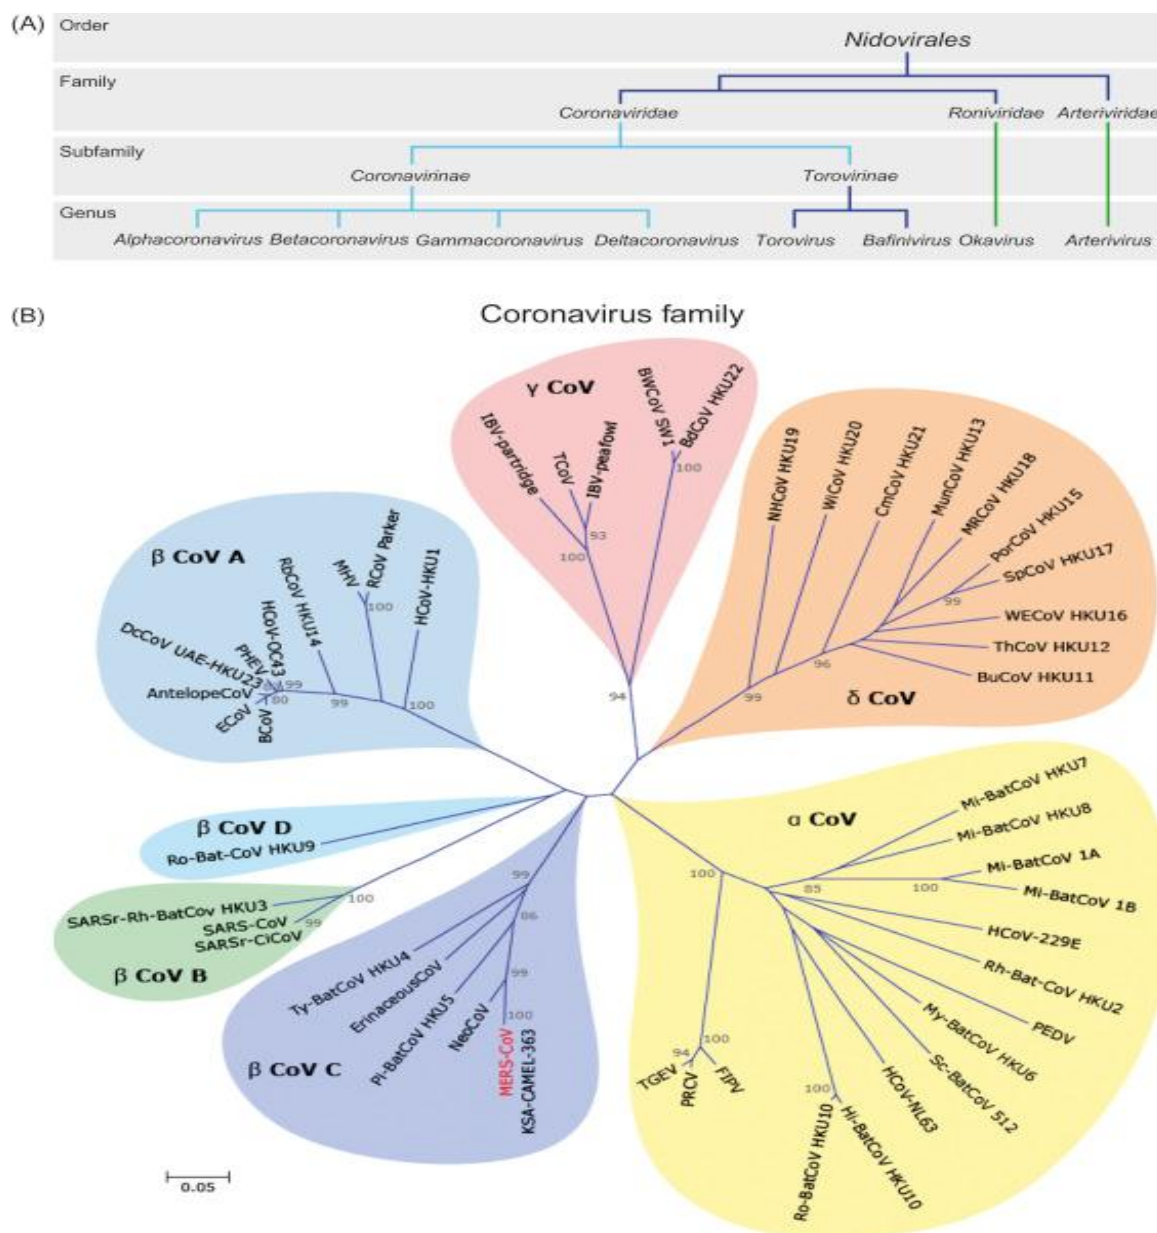 (A)
Order
Nidovirales
Family
Coronaviridae
Roniviridae
Arteriviridae
Subfamily
Coronavirinae
Torovirinae
Genus
Alphacoronavirus
Betacoronavirus
Gammacoronavirus
Deltacoronavirus
Torovirus
Bafinivirus
Okavirus
Arterivirus
(B)
Coronavirus family
γ CoV
IBV-partridge
TCoV
IBV-peafowl
BWCoV SW1
BdCoV HKU22
100
93
100
94
NHCoV HKU19
WiCoV HKU20
CmCoV HKU21
MunCoV HKU13
MRCoV HKU18
PorCoV HKU15
SpCoV HKU17
WECoV HKU16
ThCoV HKU12
BuCoV HKU11
99
96
99
δ CoV
β CoV A
DcCoV UAE-HKU23
PHEV
HCoV-OC43
RbCoV HKU14
MHV
RCoV Parker
HCoV-HKU1
AntelopeCoV
ECoV
BCoV
99
80
99
100
100
β CoV D
Ro-Bat-CoV HKU9
SARSr-Rh-BatCov HKU3
SARS-CoV
SARSr-CiCoV
100
99
β CoV B
99
86
99
100
Ty-BatCoV HKU4
ErinaceousCoV
Pi-BatCoV HKU5
NeoCoV
MERS-CoV
KSA-CAMEL-363
β CoV C
α CoV
Mi-BatCoV HKU7
Mi-BatCoV HKU8
Mi-BatCoV 1A
Mi-BatCoV 1B
HCoV-229E
Rh-Bat-CoV HKU2
PEDV
My-BatCoV HKU6
Sc-BatCoV 512
HCoV-NL63
Hi-BatCoV HKU10
Ro-BatCoV HKU10
TGEV
PRCV
FIPV
100
85
100
100
94
100
0.05